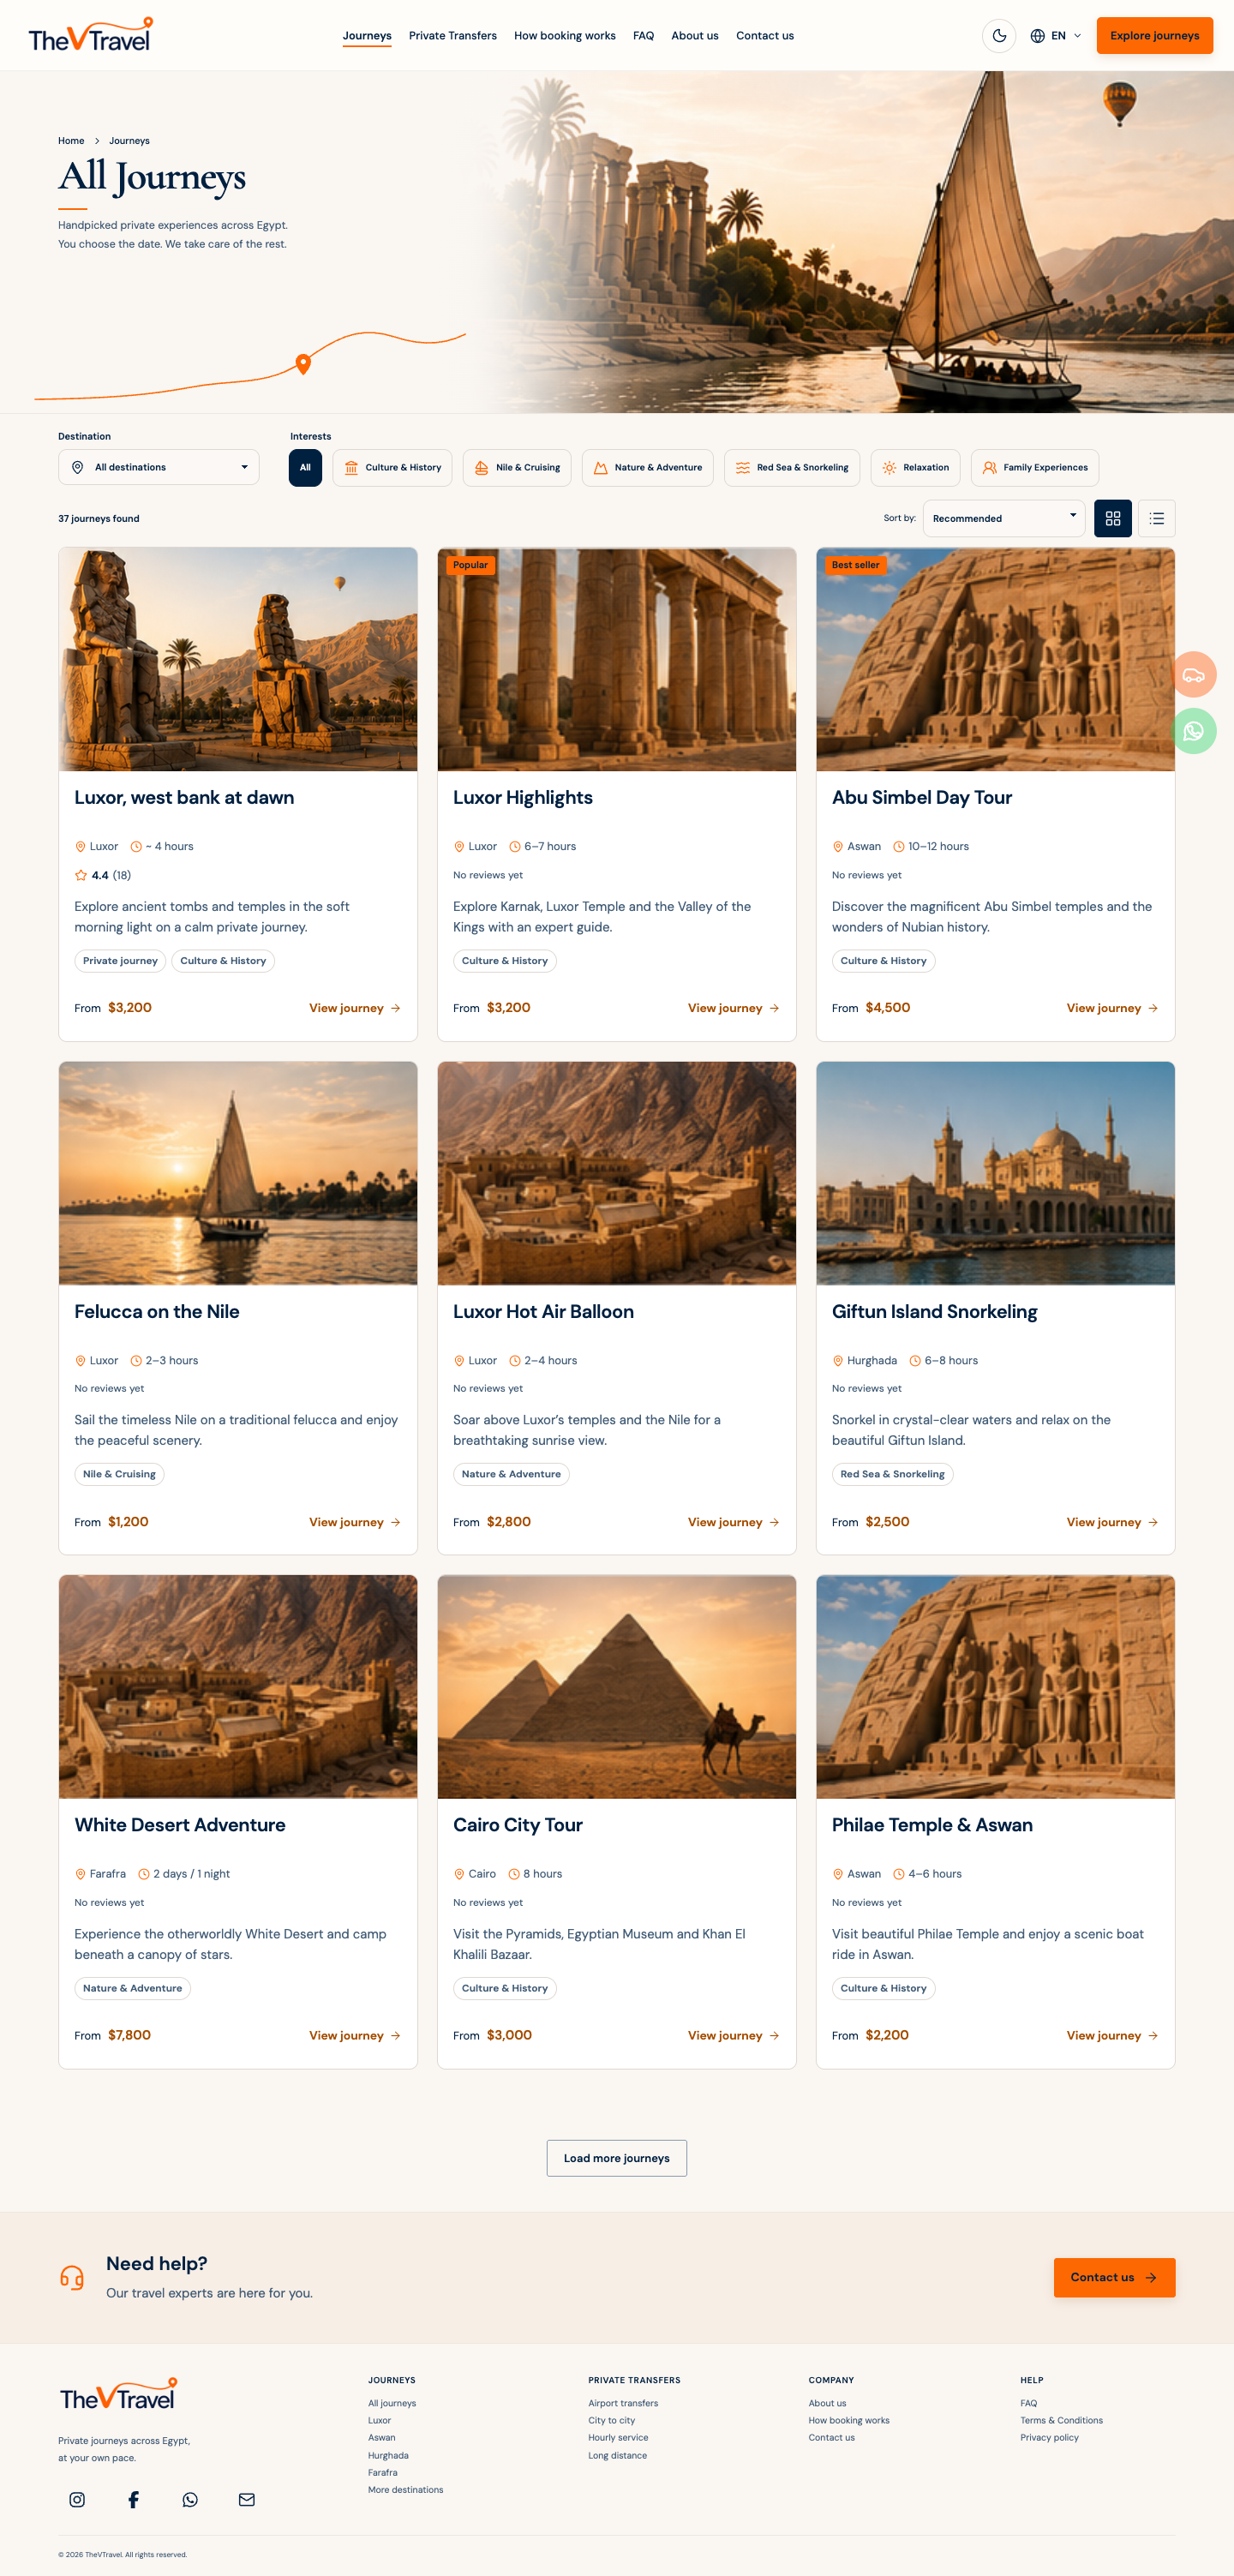 TheVTravel
Journeys
Private Transfers
How booking works
FAQ
About us
Contact us
EN
Explore journeys
Home > Journeys
All Journeys
Handpicked private experiences across Egypt.
You choose the date. We take care of the rest.
Destination
All destinations
Interests
All
Culture & History
Nile & Cruising
Nature & Adventure
Red Sea & Snorkeling
Relaxation
Family Experiences
37 journeys found
Sort by:
Recommended
Luxor, west bank at dawn
Luxor ~ 4 hours
4.4 (18)
Explore ancient tombs and temples in the soft
morning light on a calm private journey.
Private journey
Culture & History
From $3,200
View journey →
Popular
Luxor Highlights
Luxor 6–7 hours
No reviews yet
Explore Karnak, Luxor Temple and the Valley of the
Kings with an expert guide.
Culture & History
From $3,200
View journey →
Best seller
Abu Simbel Day Tour
Aswan 10–12 hours
No reviews yet
Discover the magnificent Abu Simbel temples and the
wonders of Nubian history.
Culture & History
From $4,500
View journey →
Felucca on the Nile
Luxor 2–3 hours
No reviews yet
Sail the timeless Nile on a traditional felucca and enjoy
the peaceful scenery.
Nile & Cruising
From $1,200
View journey →
Luxor Hot Air Balloon
Luxor 2–4 hours
No reviews yet
Soar above Luxor’s temples and the Nile for a
breathtaking sunrise view.
Nature & Adventure
From $2,800
View journey →
Giftun Island Snorkeling
Hurghada 6–8 hours
No reviews yet
Snorkel in crystal-clear waters and relax on the
beautiful Giftun Island.
Red Sea & Snorkeling
From $2,500
View journey →
White Desert Adventure
Farafra 2 days / 1 night
No reviews yet
Experience the otherworldly White Desert and camp
beneath a canopy of stars.
Nature & Adventure
From $7,800
View journey →
Cairo City Tour
Cairo 8 hours
No reviews yet
Visit the Pyramids, Egyptian Museum and Khan El
Khalili Bazaar.
Culture & History
From $3,000
View journey →
Philae Temple & Aswan
Aswan 4–6 hours
No reviews yet
Visit beautiful Philae Temple and enjoy a scenic boat
ride in Aswan.
Culture & History
From $2,200
View journey →
Load more journeys
Need help?
Our travel experts are here for you.
Contact us →
TheVTravel
Private journeys across Egypt,
at your own pace.
JOURNEYS
All journeys
Luxor
Aswan
Hurghada
Farafra
More destinations
PRIVATE TRANSFERS
Airport transfers
City to city
Hourly service
Long distance
COMPANY
About us
How booking works
Contact us
HELP
FAQ
Terms & Conditions
Privacy policy
© 2026 TheVTravel. All rights reserved.